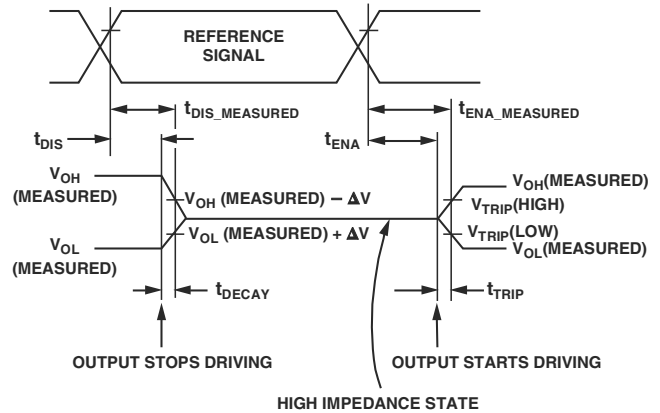 REFERENCE
SIGNAL
tDIS_MEASURED
tENA_MEASURED
tDIS
tENA
VOH
(MEASURED)
VOH (MEASURED) – ΔV
VOH(MEASURED)
VTRIP(HIGH)
VOL
(MEASURED)
VOL (MEASURED) + ΔV
VTRIP(LOW)
VOL(MEASURED)
tDECAY
tTRIP
OUTPUT STOPS DRIVING
OUTPUT STARTS DRIVING
HIGH IMPEDANCE STATE